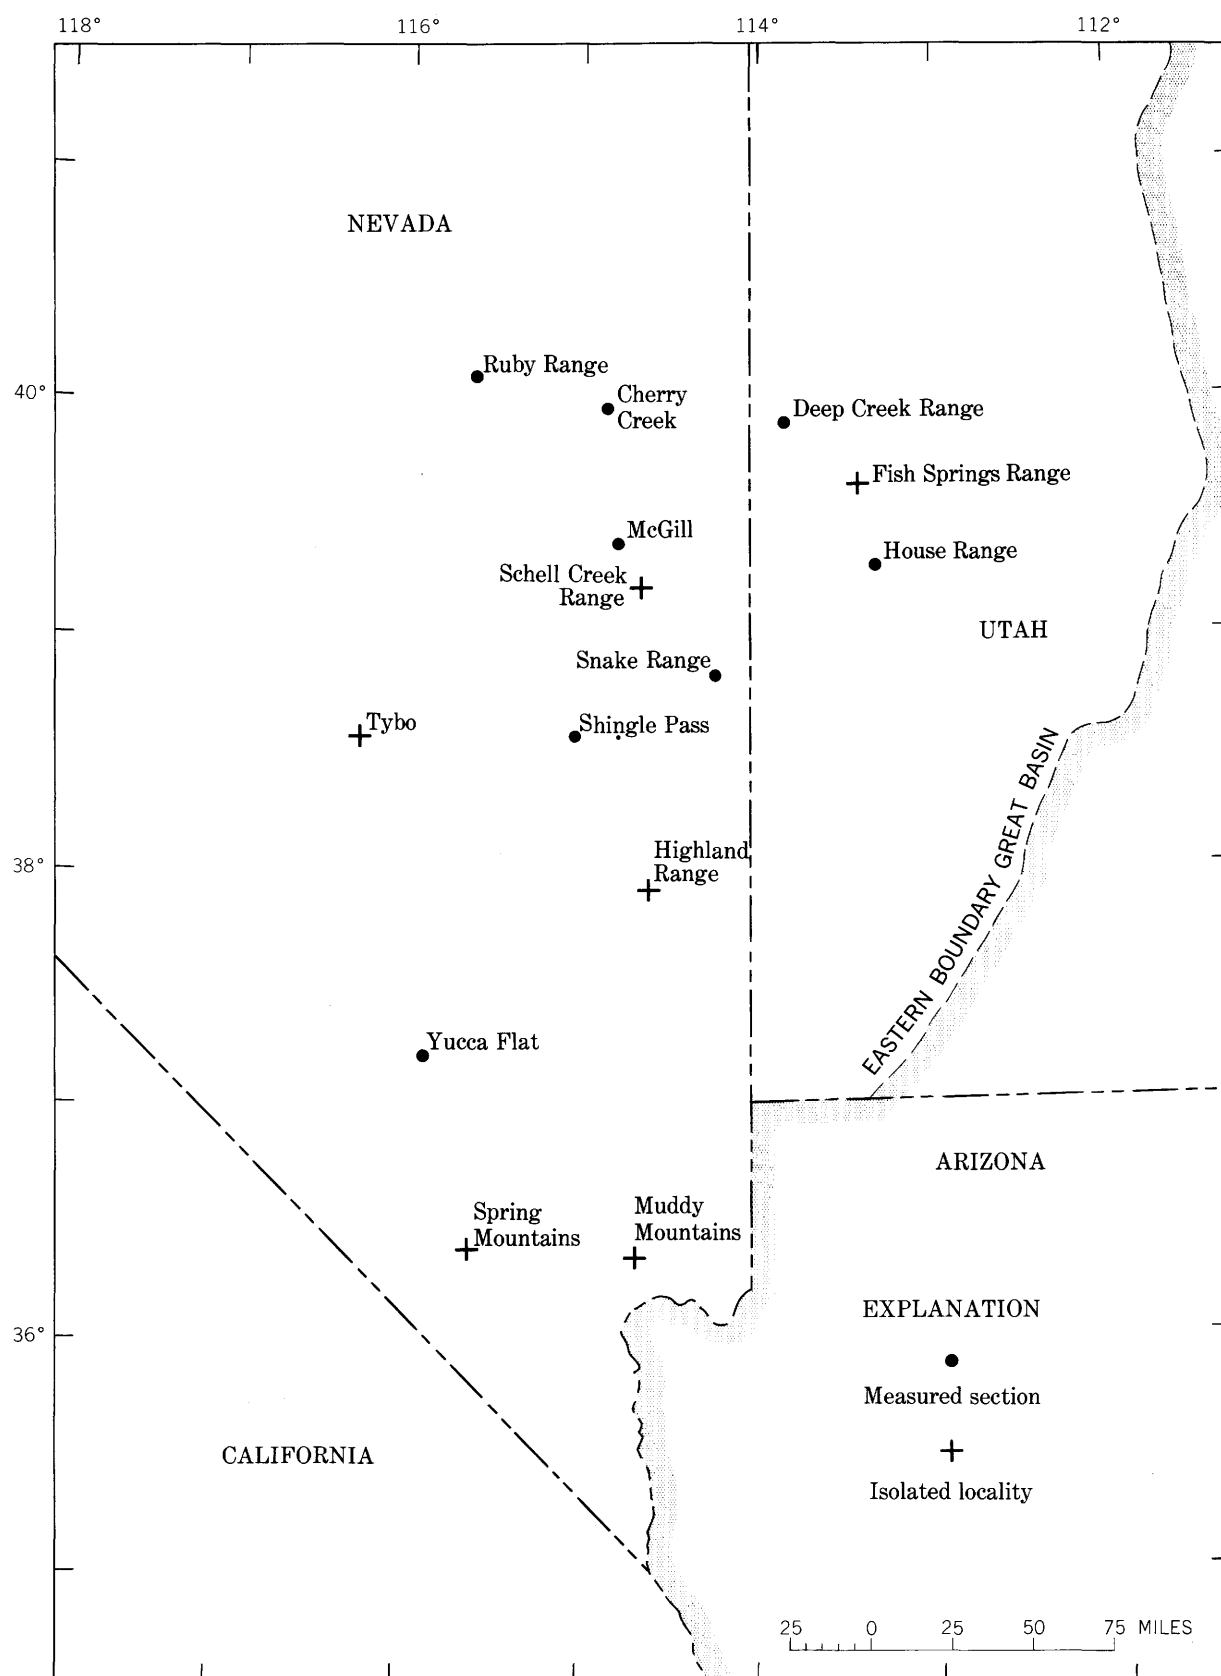 118° 116° 114° 112°
NEVADA
Ruby Range
40°
Cherry
Creek
Deep Creek Range
Fish Springs Range
McGill
House Range
Schell Creek
Range
UTAH
Snake Range
Tybo
Shingle Pass
EASTERN BOUNDARY GREAT BASIN
38°
Highland
Range
Yucca Flat
ARIZONA
Spring
Mountains
Muddy
Mountains
EXPLANATION
36°
Measured section
CALIFORNIA
Isolated locality
25 0 25 50 75 MILES